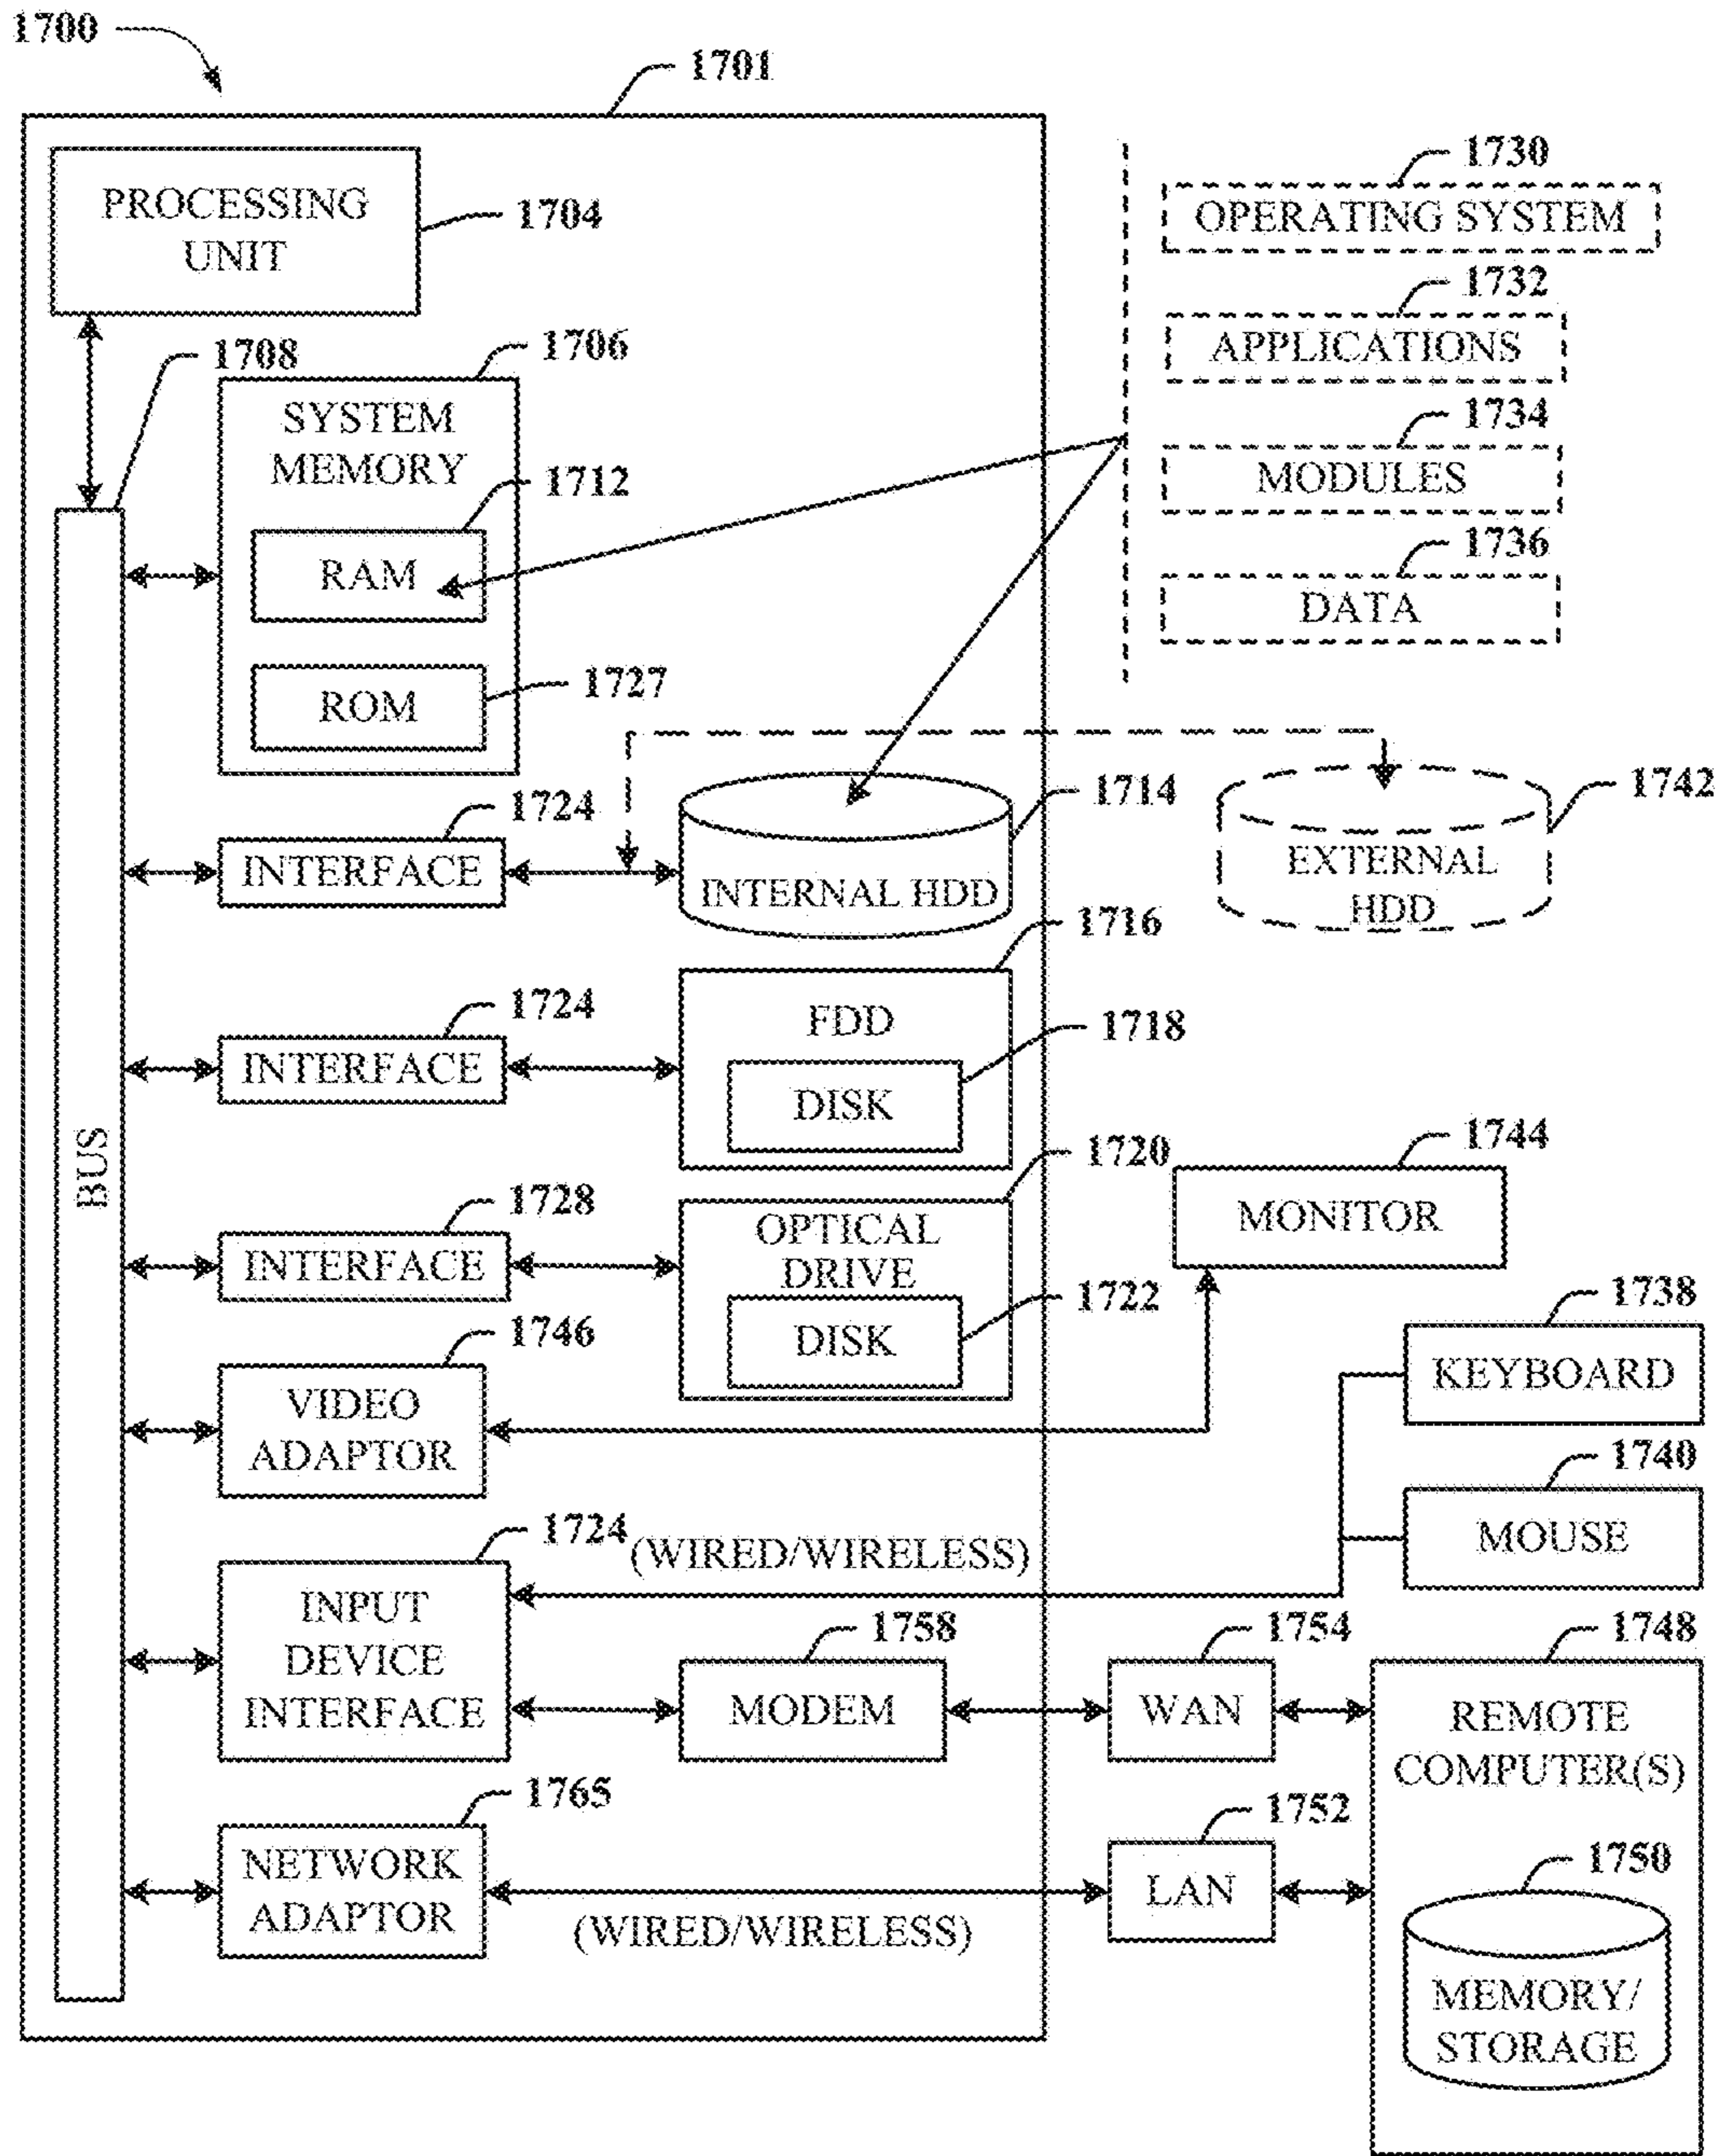 1700
1701
PROCESSING
UNIT
1704
1730
OPERATING SYSTEM
1732
APPLICATIONS
1734
MODULES
1736
DATA
1708
1706
SYSTEM
MEMORY
1712
RAM
1727
ROM
BUS
1724
INTERFACE
1714
INTERNAL HDD
1742
EXTERNAL
HDD
1724
INTERFACE
1716
FDD
1718
DISK
1728
INTERFACE
1720
OPTICAL
DRIVE
1722
DISK
1744
MONITOR
1746
VIDEO
ADAPTOR
1738
KEYBOARD
1740
MOUSE
1724
(WIRED/WIRELESS)
INPUT
DEVICE
INTERFACE
1758
MODEM
1754
WAN
1748
REMOTE
COMPUTER(S)
1765
NETWORK
ADAPTOR
(WIRED/WIRELESS)
1752
LAN
1750
MEMORY/
STORAGE